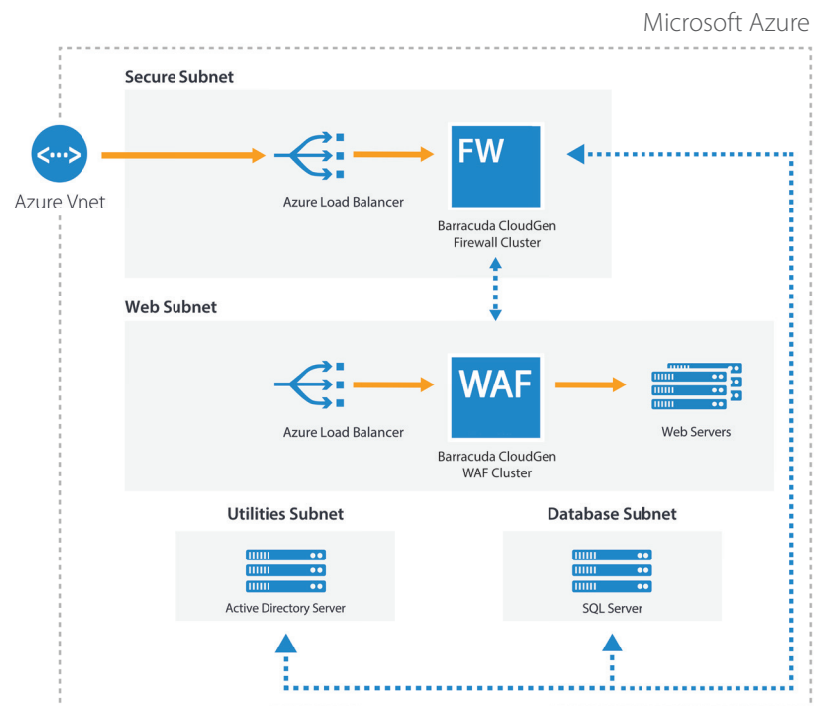 Microsoft Azure
Secure Subnet
FW
Azure Vnet
Azure Load Balancer
Barracuda CloudGen
Firewall Cluster
Web Subnet
WAF
Azure Load Balancer
Barracuda CloudGen
WAF Cluster
Web Servers
Utilities Subnet
Database Subnet
Active Directory Server
SQL Server